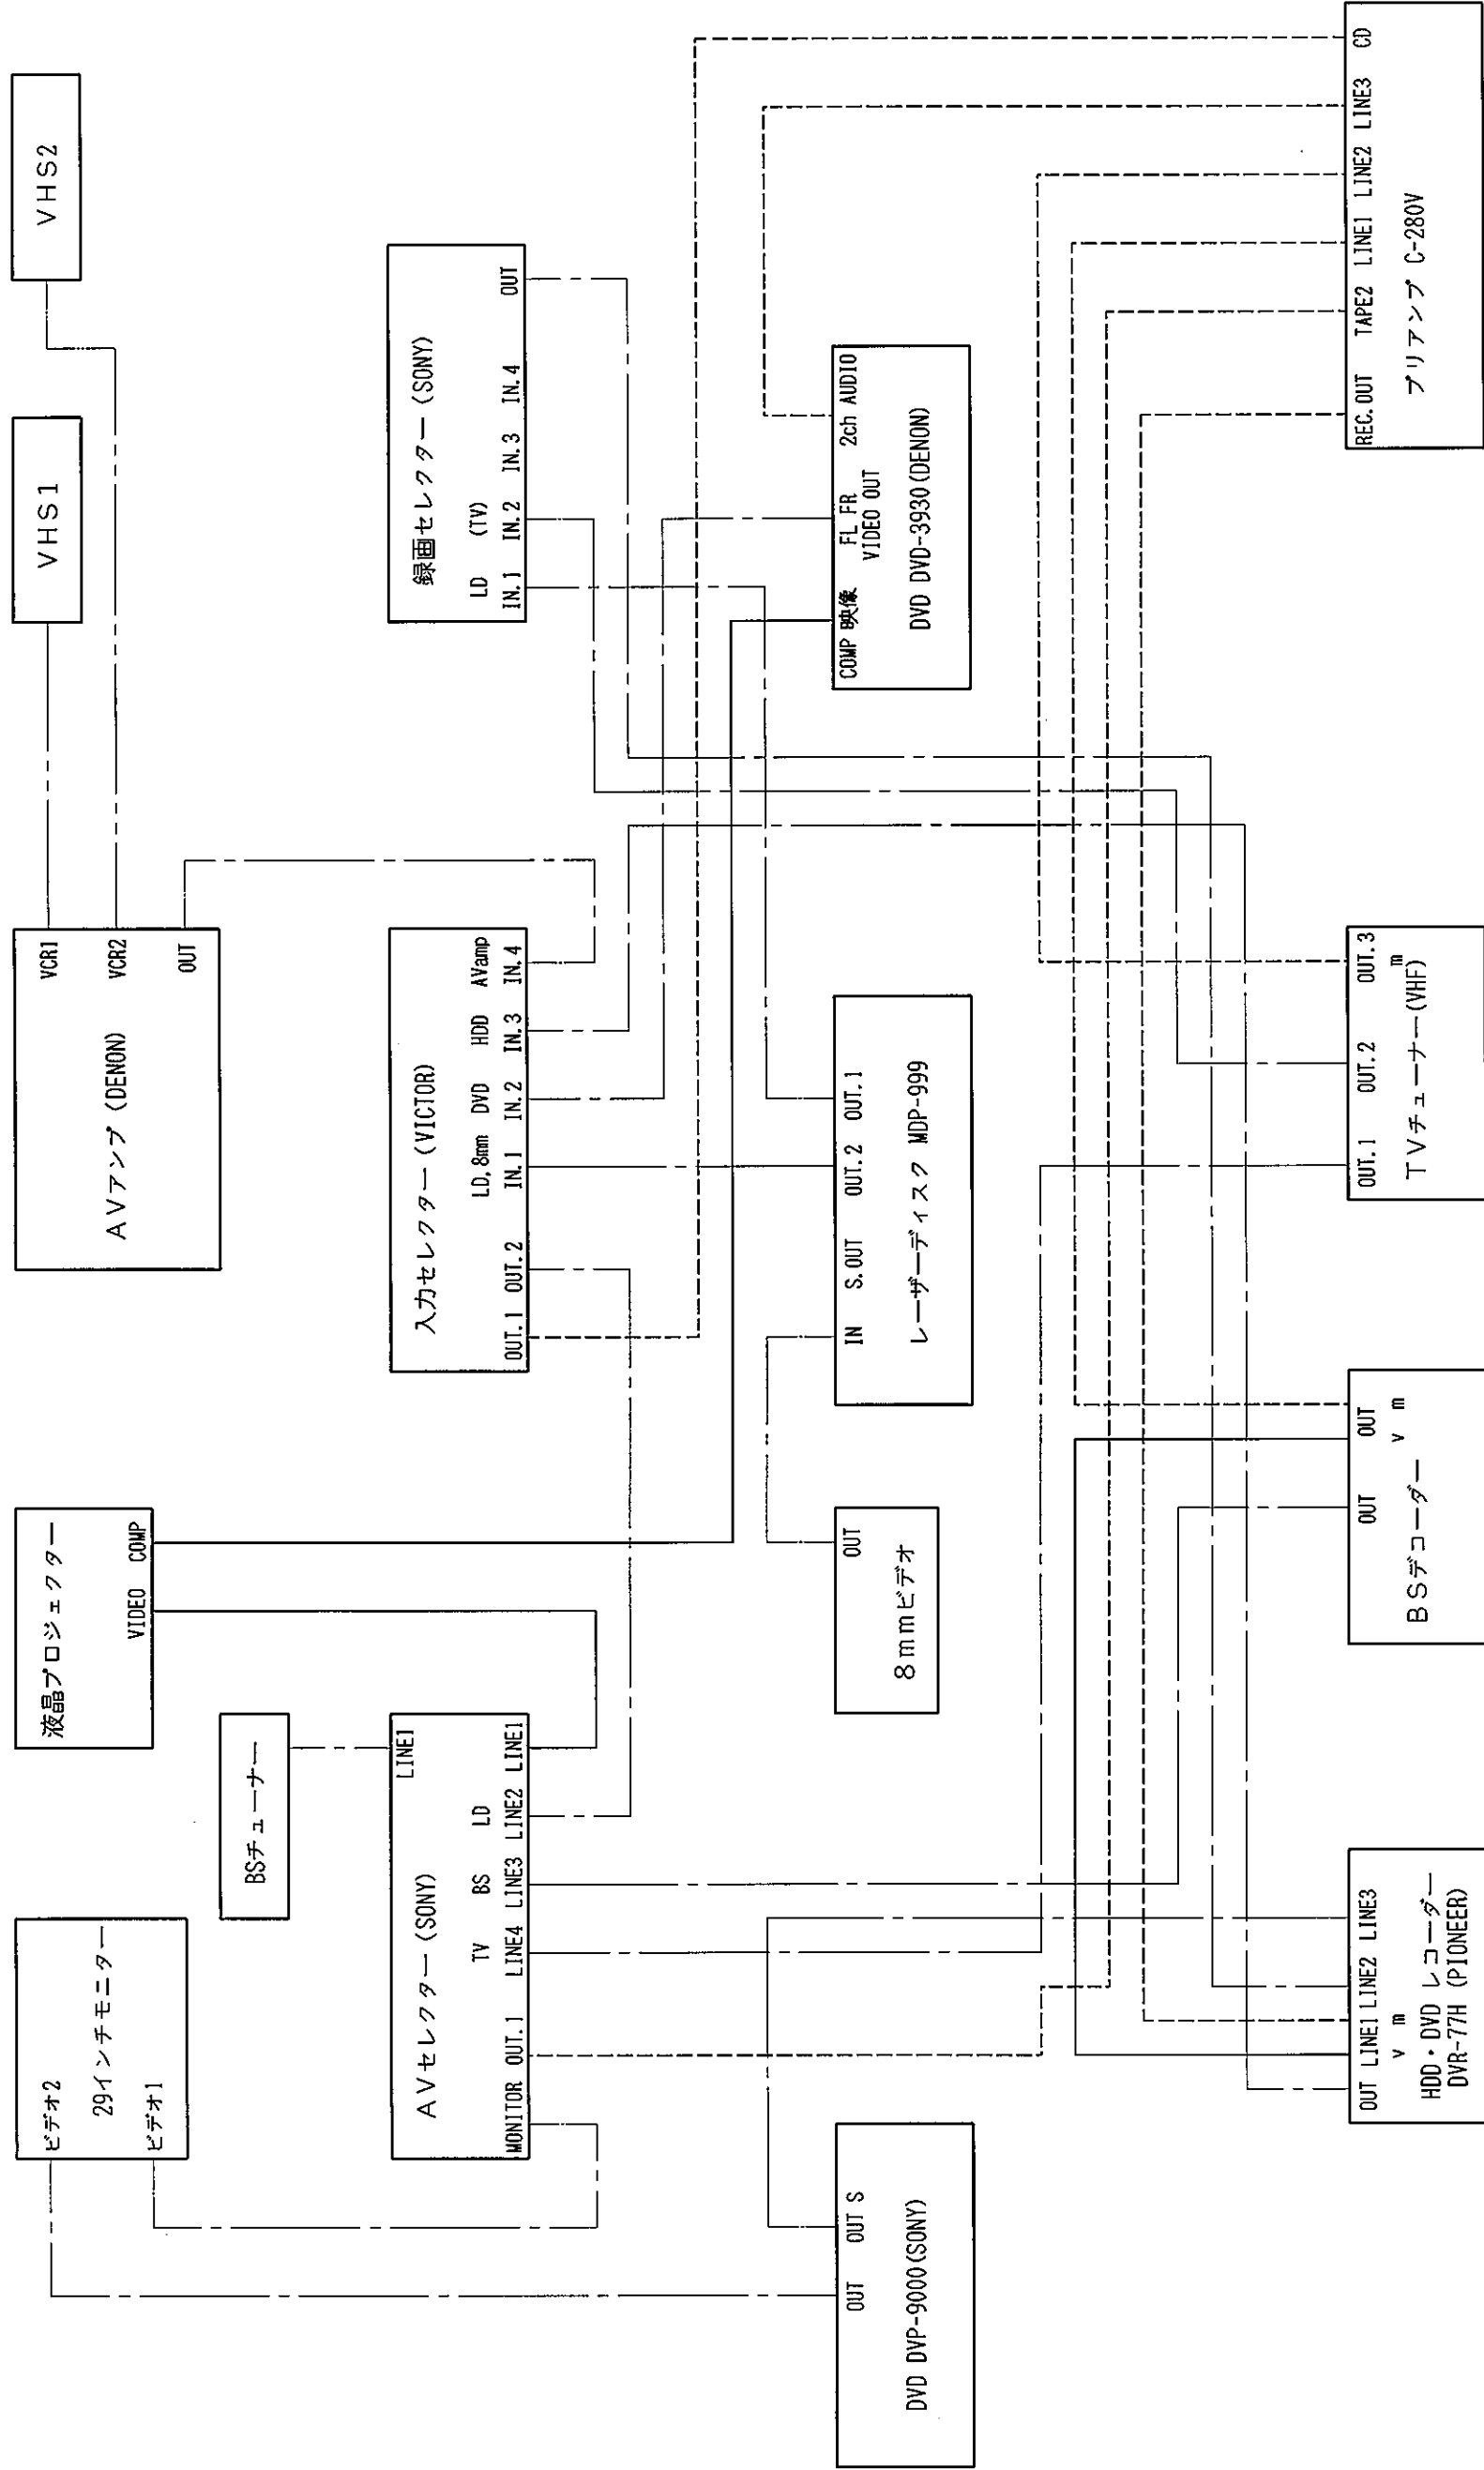 ビデオ2
29インチモニター
ビデオ1
液晶プロジェクター
VIDEO COMP
AVアンプ(DENON)
VCR1
VCR2
OUT
VHS1
VHS2
BSチューナー
LINE1
AVセレクター(SONY)
TV BS LD
MONITOR OUT.1 LINE4 LINE3 LINE2 LINE1
入力セレクター(VICTOR)
LD,8mm DVD HDD AVamp
OUT.1 OUT.2 IN.1 IN.2 IN.3 IN.4
録画セレクター(SONY)
LD (TV)
IN.1 IN.2 IN.3 IN.4 OUT
OUT OUT S
DVD DVP-9000(SONY)
OUT
8mmビデオ
IN S.OUT OUT.2 OUT.1
レーザーディスク MDP-999
COMP 映像 FL FR 2ch AUDIO
VIDEO OUT
DVD DVD-3930(DENON)
OUT LINE1 LINE2 LINE3
v m
HDD・DVD レコーダー
DVR-77H (PIONEER)
OUT OUT
v m
BSデコーダー
OUT.1 OUT.2 OUT.3
m
TVチューナー(VHF)
REC.OUT TAPE2 LINE1 LINE2 LINE3 CD
プリアンプ C-280V